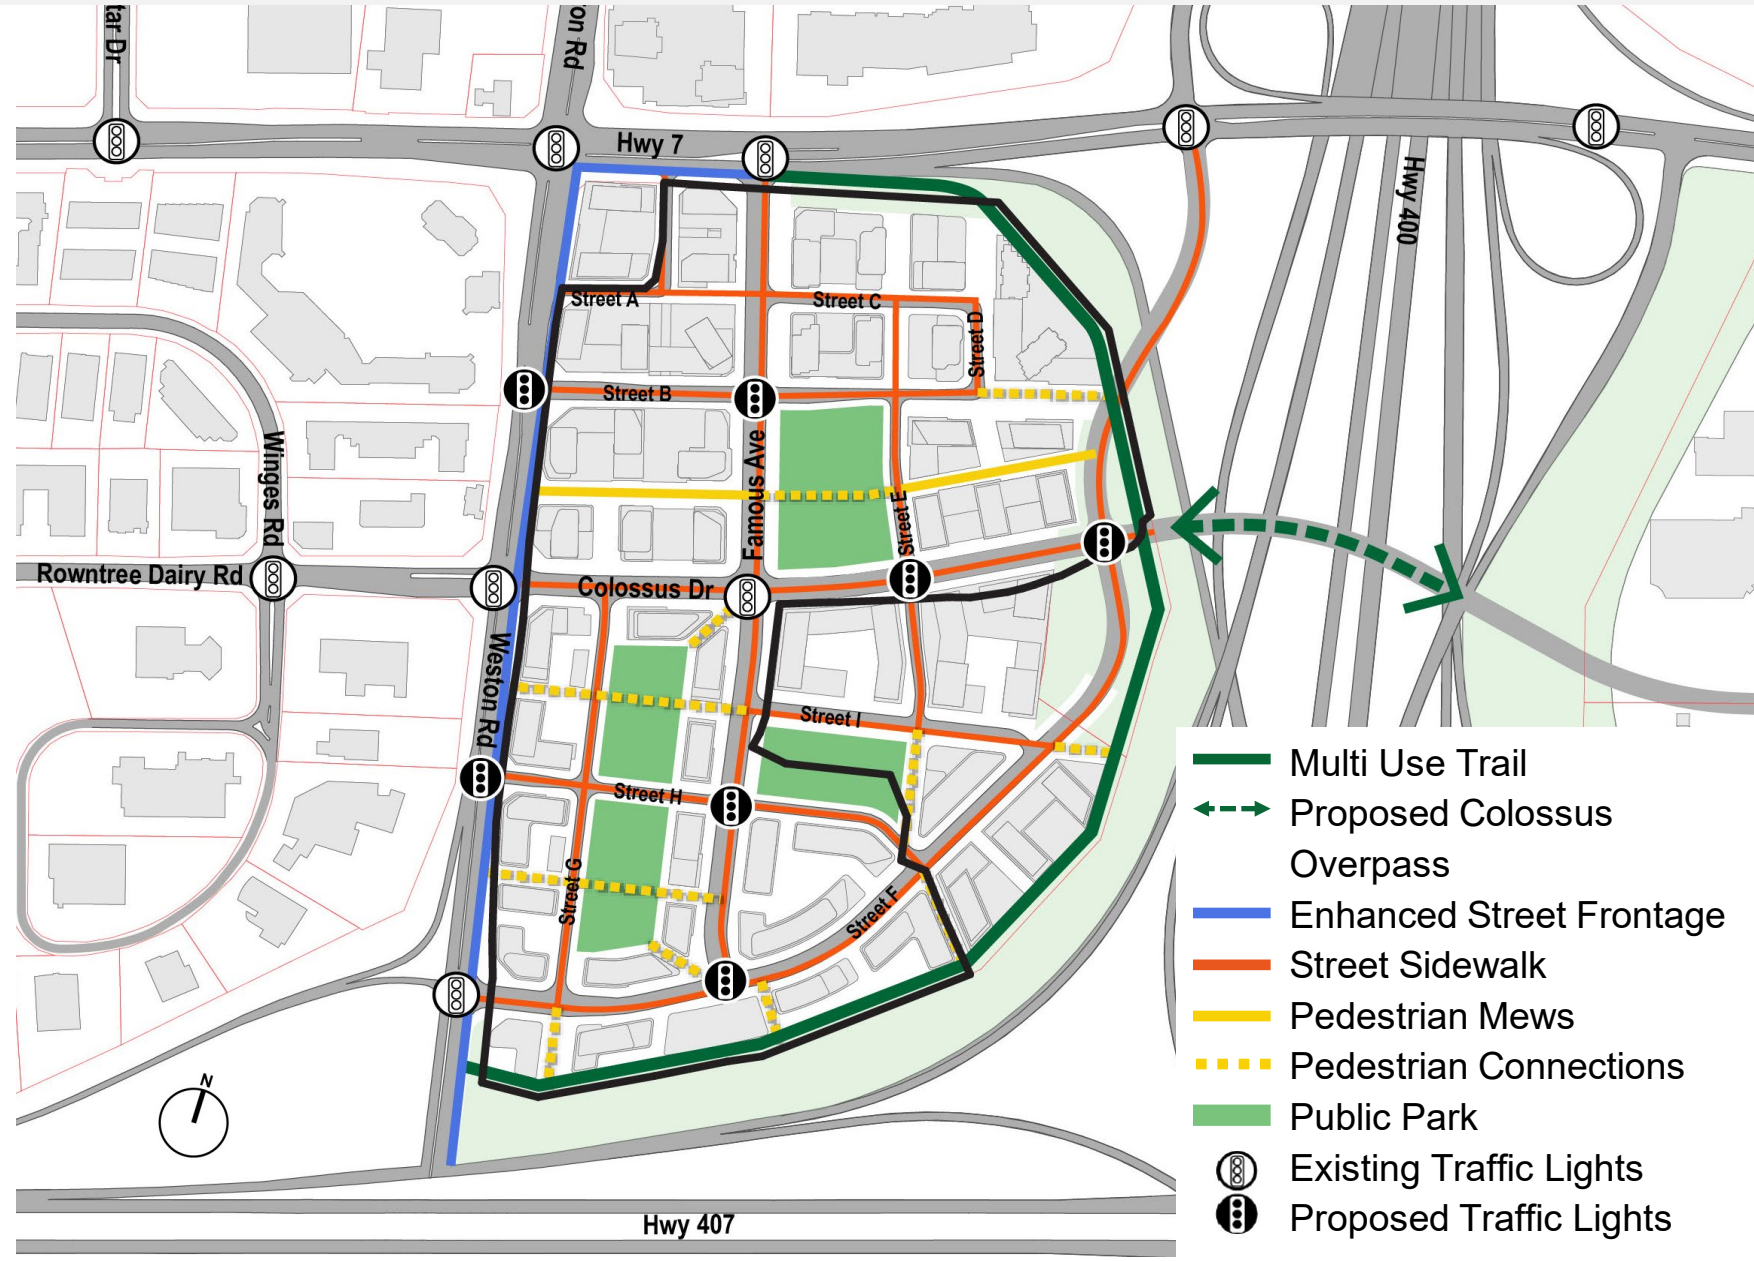 tar Dr
on Rd
Hwy 7
Hwy 400
Street A
Street C
Street D
Street B
Winges Rd
Famous Ave
Street E
Rowntree Dairy Rd
Colossus Dr
Weston Rd
Street I
Street H
Street G
Street F
N
Hwy 407
Multi Use Trail
Proposed Colossus
Overpass
Enhanced Street Frontage
Street Sidewalk
Pedestrian Mews
Pedestrian Connections
Public Park
Existing Traffic Lights
Proposed Traffic Lights